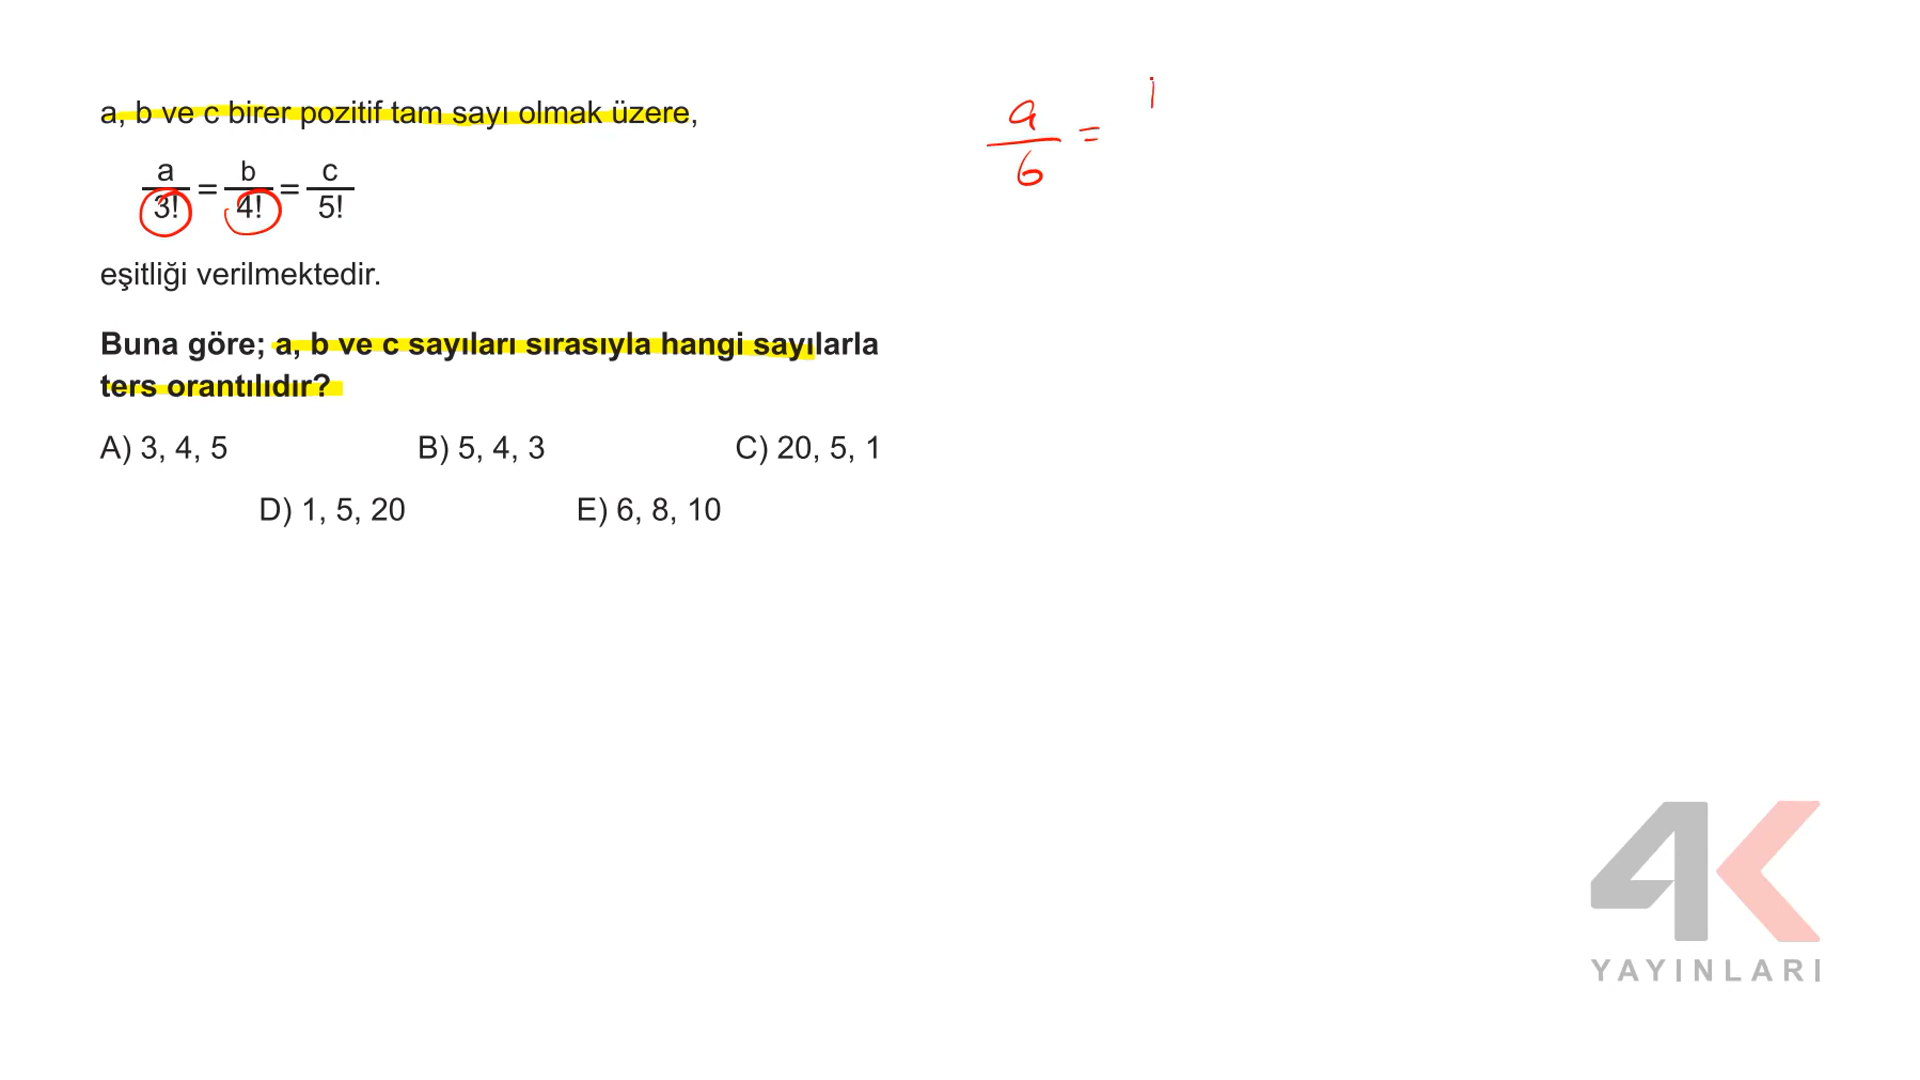 a, b ve c birer pozitif tam sayı olmak üzere,
a/3! = b/4! = c/5!
eşitliği verilmektedir.
Buna göre; a, b ve c sayıları sırasıyla hangi sayılarla
ters orantılıdır?
A) 3, 4, 5 B) 5, 4, 3 C) 20, 5, 1
D) 1, 5, 20 E) 6, 8, 10
a/6 =
4K
YAYINLARI